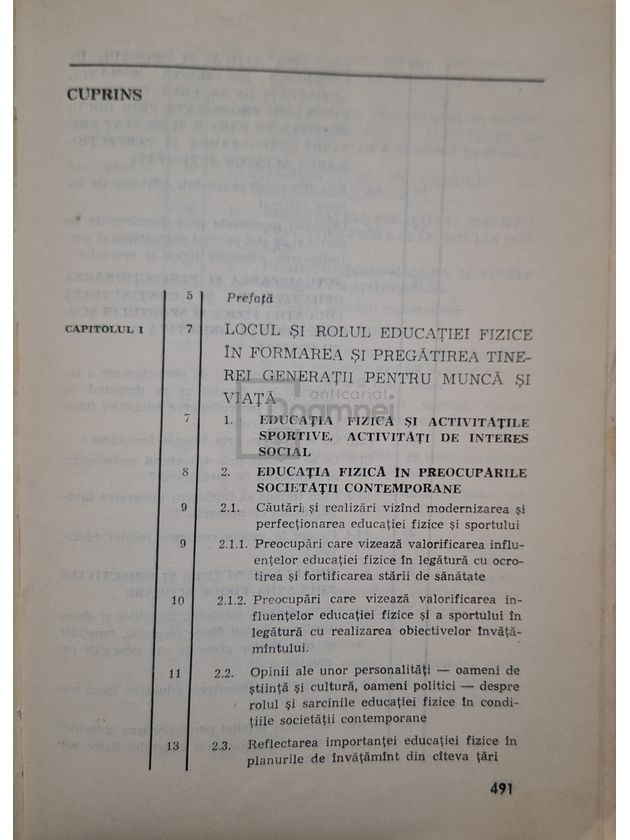 CUPRINS
5 Prefață
CAPITOLUL I 7 LOCUL ȘI ROLUL EDUCAȚIEI FIZICE
ÎN FORMAREA ȘI PREGĂTIREA TINE-
REI GENERAȚII PENTRU MUNCĂ ȘI
VIAȚĂ
anticariat
Doamnei
7 1. EDUCAȚIA FIZICĂ ȘI ACTIVITĂȚILE
SPORTIVE, ACTIVITĂȚI DE INTERES
SOCIAL
8 2. EDUCAȚIA FIZICĂ ÎN PREOCUPĂRILE
SOCIETĂȚII CONTEMPORANE
9 2.1. Căutări și realizări vizînd modernizarea și
perfecționarea educației fizice și sportului
9 2.1.1. Preocupări care vizează valorificarea influ-
ențelor educației fizice în legătură cu ocro-
tirea și fortificarea stării de sănătate
10 2.1.2. Preocupări care vizează valorificarea in-
fluențelor educației fizice și a sportului în
legătură cu realizarea obiectivelor învăță-
mîntului.
11 2.2. Opinii ale unor personalități — oameni de
știință și cultură, oameni politici — despre
rolul și sarcinile educației fizice în condi-
țiile societății contemporane
13 2.3. Reflectarea importanței educației fizice în
planurile de învățămînt din cîteva țări
491